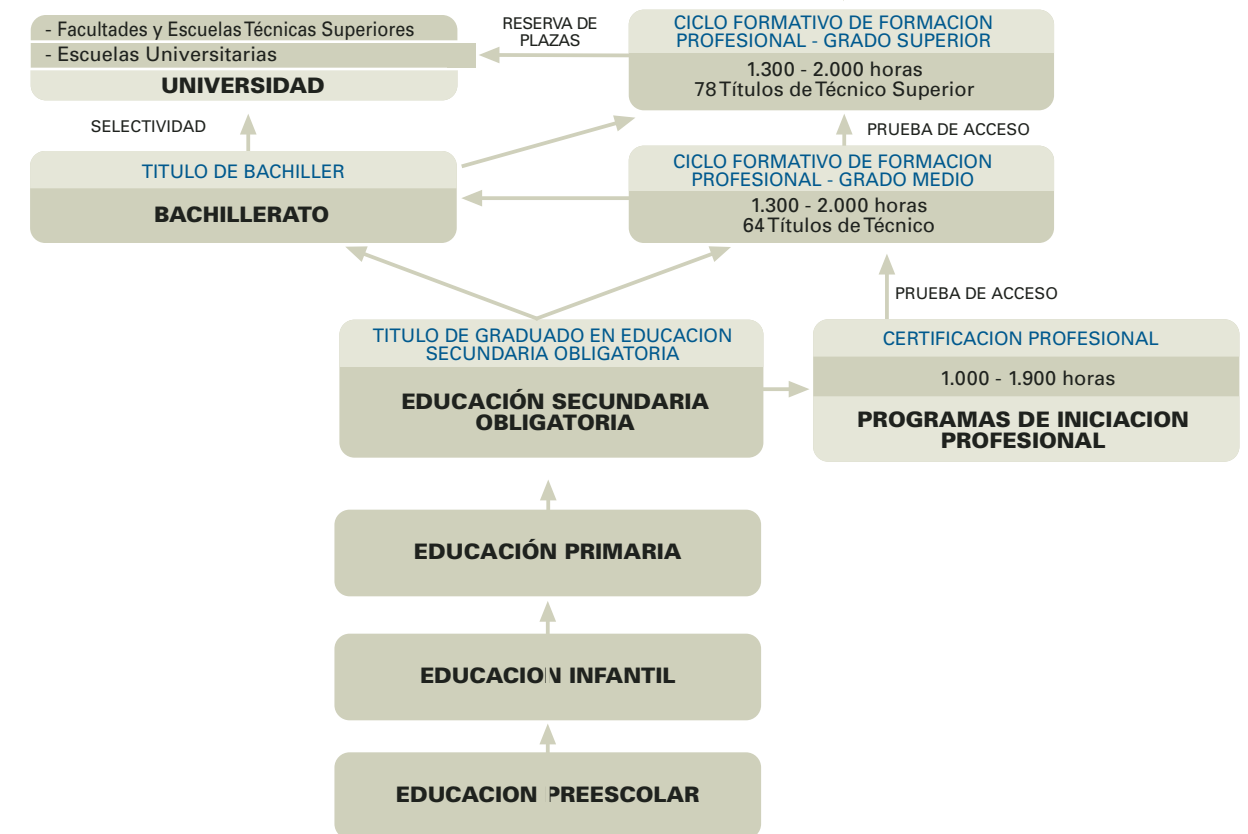 - Facultades y Escuelas Técnicas Superiores
- Escuelas Universitarias
UNIVERSIDAD
RESERVA DE
PLAZAS
CICLO FORMATIVO DE FORMACION
PROFESIONAL - GRADO SUPERIOR
1.300 - 2.000 horas
78 Títulos de Técnico Superior
SELECTIVIDAD
PRUEBA DE ACCESO
TITULO DE BACHILLER
BACHILLERATO
CICLO FORMATIVO DE FORMACION
PROFESIONAL - GRADO MEDIO
1.300 - 2.000 horas
64 Títulos de Técnico
PRUEBA DE ACCESO
TITULO DE GRADUADO EN EDUCACION
SECUNDARIA OBLIGATORIA
EDUCACIÓN SECUNDARIA
OBLIGATORIA
CERTIFICACION PROFESIONAL
1.000 - 1.900 horas
PROGRAMAS DE INICIACION
PROFESIONAL
EDUCACIÓN PRIMARIA
EDUCACION INFANTIL
EDUCACION PREESCOLAR